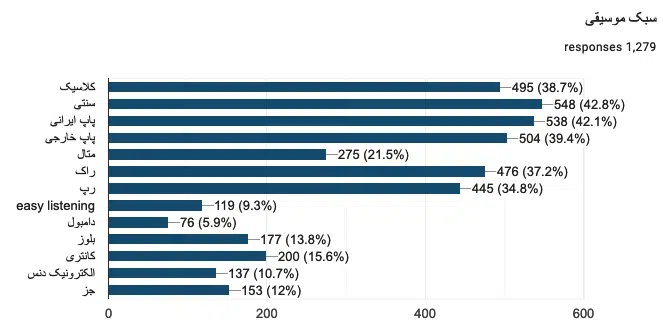 سبک موسیقی
1,279 responses
کلاسیک 495 (38.7%)
سنتی 548 (42.8%)
پاپ ایرانی 538 (42.1%)
پاپ خارجی 504 (39.4%)
متال 275 (21.5%)
راک 476 (37.2%)
رپ 445 (34.8%)
easy listening 119 (9.3%)
دامبول 76 (5.9%)
بلوز 177 (13.8%)
کانتری 200 (15.6%)
الکترونیک دنس 137 (10.7%)
جز 153 (12%)
0 200 400 600